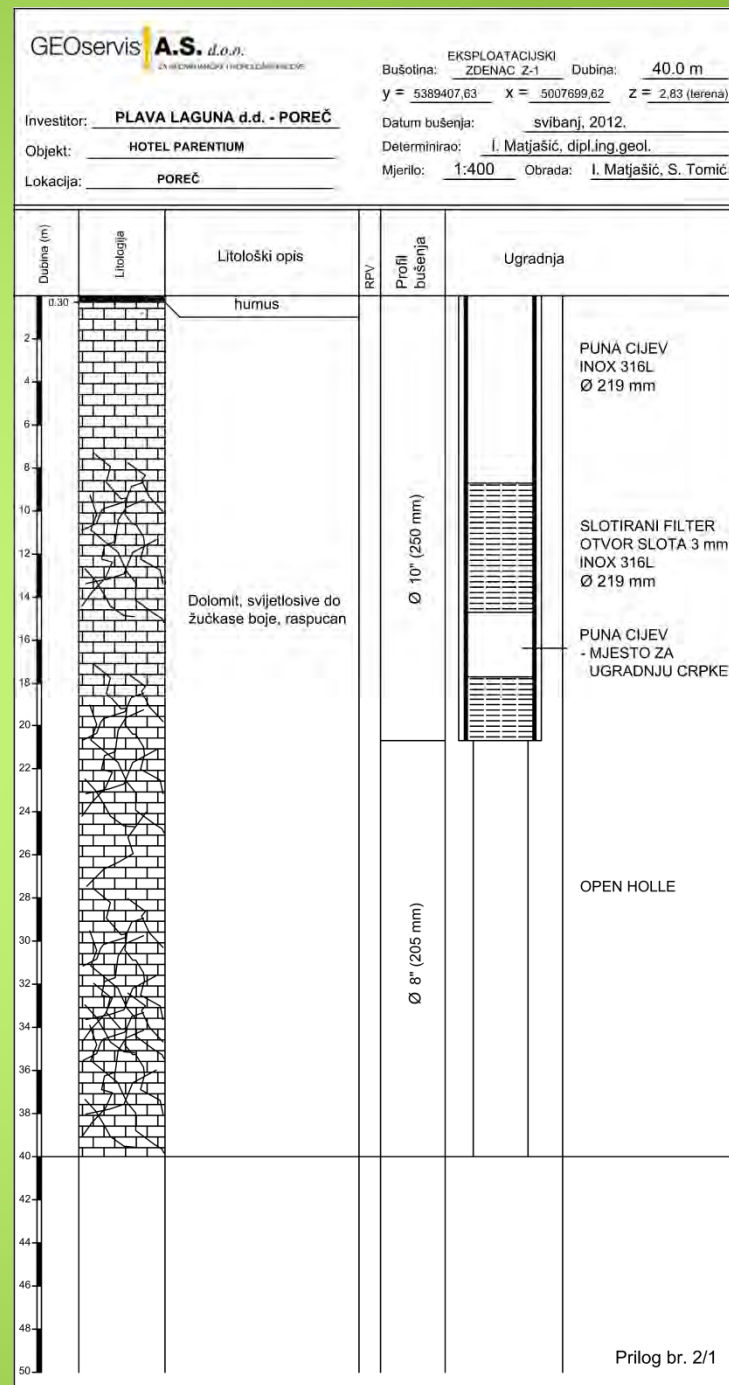 GEOservis A.S. d.o.o.
Investitor: PLAVA LAGUNA d.d. - POREČ
Objekt: HOTEL PARENTIUM
Lokacija: POREČ
Bušotina: EKSPLOATACIJSKI ZDENAC Z-1 Dubina: 40.0 m
y = 5389407,63 x = 5007699,62 z = 2,83 (terena)
Datum bušenja: svibanj, 2012.
Determinirao: I. Matjašić, dipl.ing.geol.
Mjerilo: 1:400 Obrada: I. Matjašić, S. Tomić
Dubina (m)
Litologija
Litološki opis
RPV
Profil bušenja
Ugradnja
0.30
humus
2
4
6
8
10
12
14
16
18
20
22
24
26
28
30
32
34
36
38
40
42
44
46
48
50
Dolomit, svijetlosive do
žućkase boje, raspucan
Ø 10" (250 mm)
Ø 8" (205 mm)
PUNA CIJEV
INOX 316L
Ø 219 mm
SLOTIRANI FILTER
OTVOR SLOTA 3 mm
INOX 316L
Ø 219 mm
PUNA CIJEV
- MJESTO ZA
UGRADNJU CRPKE
OPEN HOLLE
Prilog br. 2/1